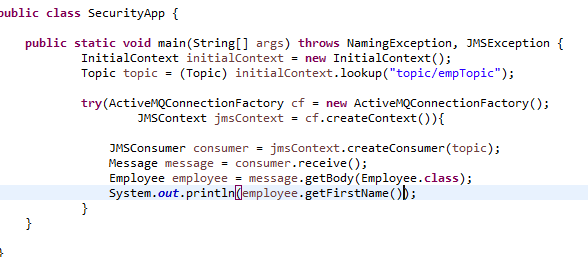 public class SecurityApp {
public static void main(String[] args) throws NamingException, JMSException {
InitialContext initialContext = new InitialContext();
Topic topic = (Topic) initialContext.lookup("topic/empTopic");
try(ActiveMQConnectionFactory cf = new ActiveMQConnectionFactory();
JMSContext jmsContext = cf.createContext()){
JMSConsumer consumer = jmsContext.createConsumer(topic);
Message message = consumer.receive();
Employee employee = message.getBody(Employee.class);
System.out.println(employee.getFirstName());
}
}
}